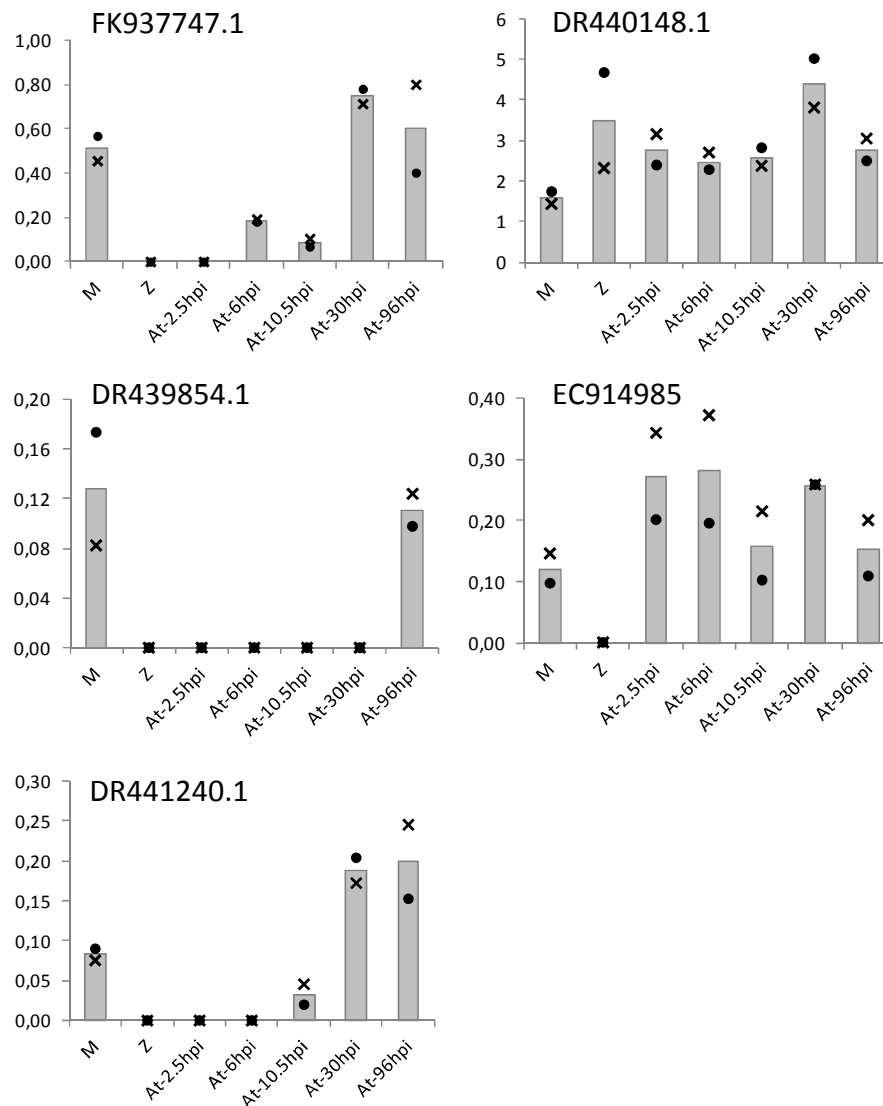 FK937747.1
1,00
0,80
0,60
0,40
0,20
0,00
M
Z
At-2.5hpi
At-6hpi
At-10.5hpi
At-30hpi
At-96hpi
DR440148.1
6
5
4
3
2
1
0
M
Z
At-2.5hpi
At-6hpi
At-10.5hpi
At-30hpi
At-96hpi
DR439854.1
0,20
0,16
0,12
0,08
0,04
0,00
M
Z
At-2.5hpi
At-6hpi
At-10.5hpi
At-30hpi
At-96hpi
EC914985
0,40
0,30
0,20
0,10
0,00
M
Z
At-2.5hpi
At-6hpi
At-10.5hpi
At-30hpi
At-96hpi
DR441240.1
0,30
0,25
0,20
0,15
0,10
0,05
0,00
M
Z
At-2.5hpi
At-6hpi
At-10.5hpi
At-30hpi
At-96hpi